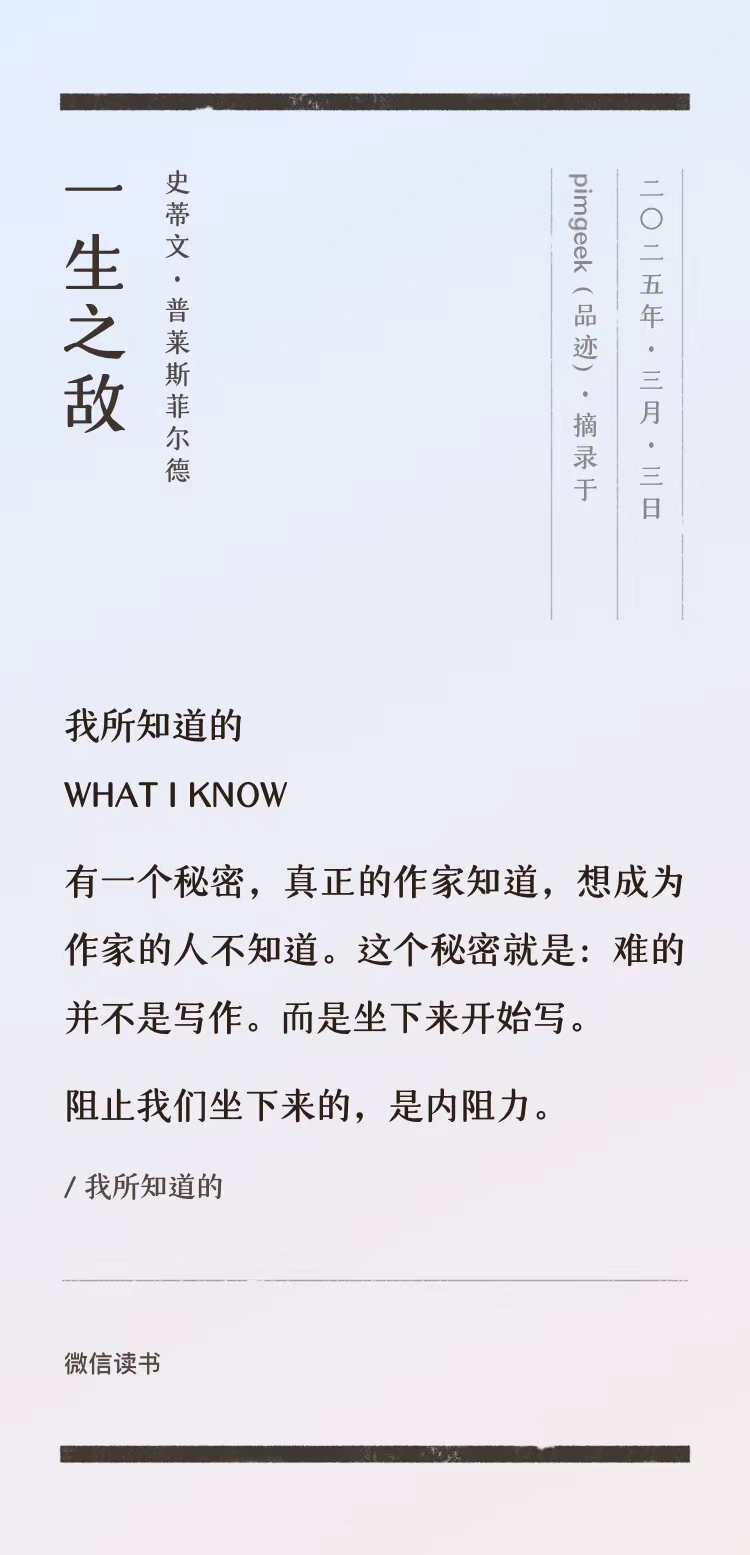 一生之敌
史蒂文·普莱斯菲尔德
二〇二五年·三月·三日
pimgeek（品迹）·摘录于
我所知道的
WHAT I KNOW
有一个秘密，真正的作家知道，想成为
作家的人不知道。这个秘密就是：难的
并不是写作。而是坐下来开始写。
阻止我们坐下来的，是内阻力。
/ 我所知道的
微信读书